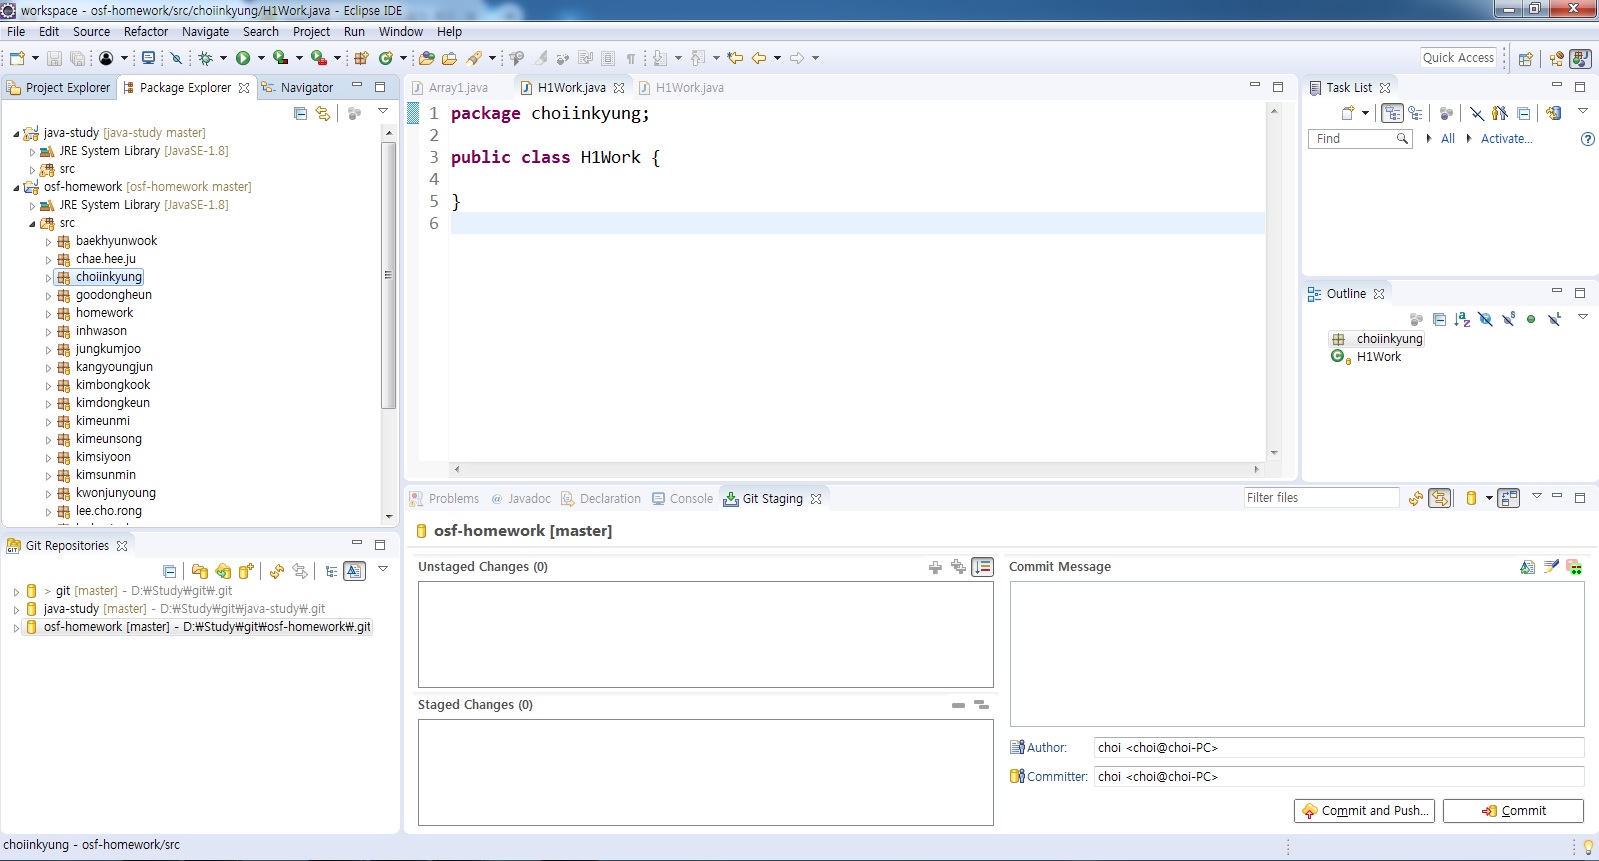 workspace - osf-homework/src/choiinkyung/H1Work.java - Eclipse IDE
File Edit Source Refactor Navigate Search Project Run Window Help
Quick Access
Project Explorer Package Explorer Navigator
java-study [java-study master]
JRE System Library [JavaSE-1.8]
src
osf-homework [osf-homework master]
JRE System Library [JavaSE-1.8]
src
baekhyunwook
chae.hee.ju
choiinkyung
goodongheun
homework
inhwason
jungkumjoo
kangyoungjun
kimbongkook
kimdongkeun
kimeunmi
kimeunsong
kimsiyoon
kimsunmin
kwonjunyoung
lee.cho.rong
Git Repositories
> git [master] - D:₩Study₩git₩.git
java-study [master] - D:₩Study₩git₩java-study₩.git
osf-homework [master] - D:₩Study₩git₩osf-homework₩.git
Array1.java H1Work.java H1Work.java
1 package choiinkyung;
2
3 public class H1Work {
4
5 }
6
Task List
Find All Activate...
Outline
choiinkyung
H1Work
Problems @ Javadoc Declaration Console Git Staging
Filter files
osf-homework [master]
Unstaged Changes (0)
Staged Changes (0)
Commit Message
Author: choi <choi@choi-PC>
Committer: choi <choi@choi-PC>
Commit and Push... Commit
choiinkyung - osf-homework/src